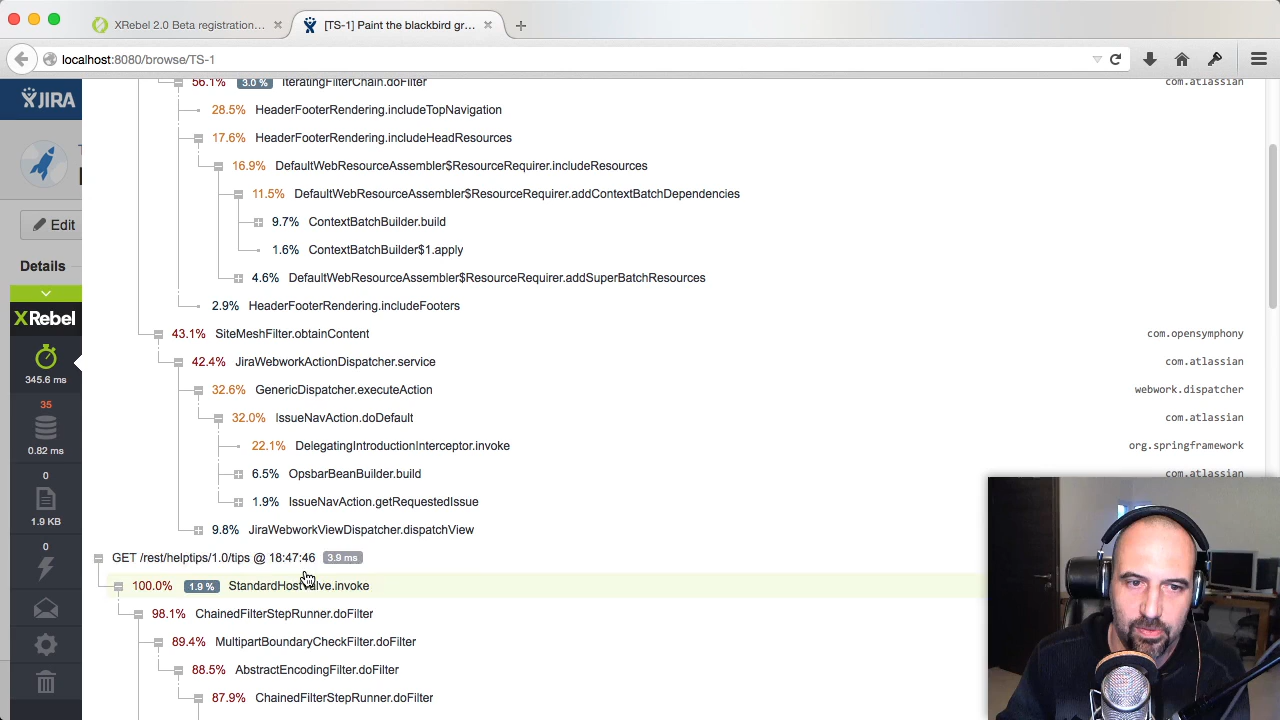 XRebel 2.0 Beta registration...
[TS-1] Paint the blackbird gr...
localhost:8080/browse/TS-1
JIRA
56.1% 3.0 % IteratingFilterChain.doFilter com.atlassian
28.5% HeaderFooterRendering.includeTopNavigation
17.6% HeaderFooterRendering.includeHeadResources
16.9% DefaultWebResourceAssembler$ResourceRequirer.includeResources
11.5% DefaultWebResourceAssembler$ResourceRequirer.addContextBatchDependencies
9.7% ContextBatchBuilder.build
Edit
1.6% ContextBatchBuilder$1.apply
Details
4.6% DefaultWebResourceAssembler$ResourceRequirer.addSuperBatchResources
2.9% HeaderFooterRendering.includeFooters
XRebel
43.1% SiteMeshFilter.obtainContent com.opensymphony
42.4% JiraWebworkActionDispatcher.service com.atlassian
345.6 ms
32.6% GenericDispatcher.executeAction webwork.dispatcher
35
32.0% IssueNavAction.doDefault com.atlassian
22.1% DelegatingIntroductionInterceptor.invoke org.springframework
0.82 ms
6.5% OpsbarBeanBuilder.build com.atlassian
0
1.9% IssueNavAction.getRequestedIssue
1.9 KB
9.8% JiraWebworkViewDispatcher.dispatchView
0
GET /rest/helptips/1.0/tips @ 18:47:46 3.9 ms
100.0% 1.9 % StandardHostValve.invoke
98.1% ChainedFilterStepRunner.doFilter
89.4% MultipartBoundaryCheckFilter.doFilter
88.5% AbstractEncodingFilter.doFilter
87.9% ChainedFilterStepRunner.doFilter